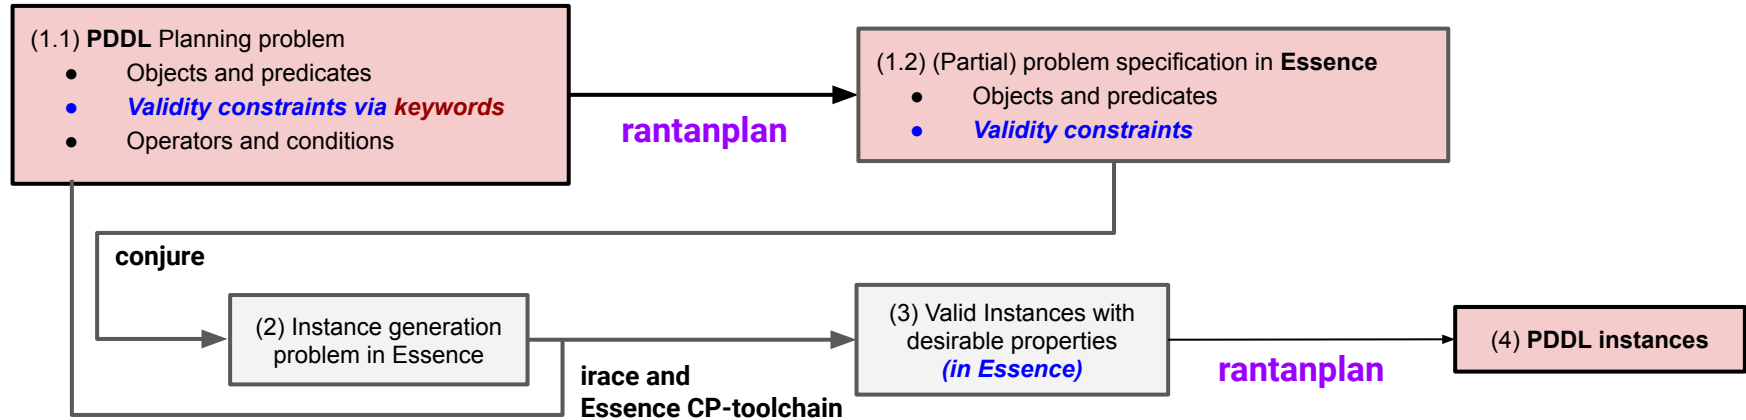 (1.1) PDDL Planning problem
● Objects and predicates
● Validity constraints via keywords
● Operators and conditions
rantanplan
(1.2) (Partial) problem specification in Essence
● Objects and predicates
● Validity constraints
conjure
(2) Instance generation
problem in Essence
irace and
Essence CP-toolchain
(3) Valid Instances with
desirable properties
(in Essence)
rantanplan
(4) PDDL instances